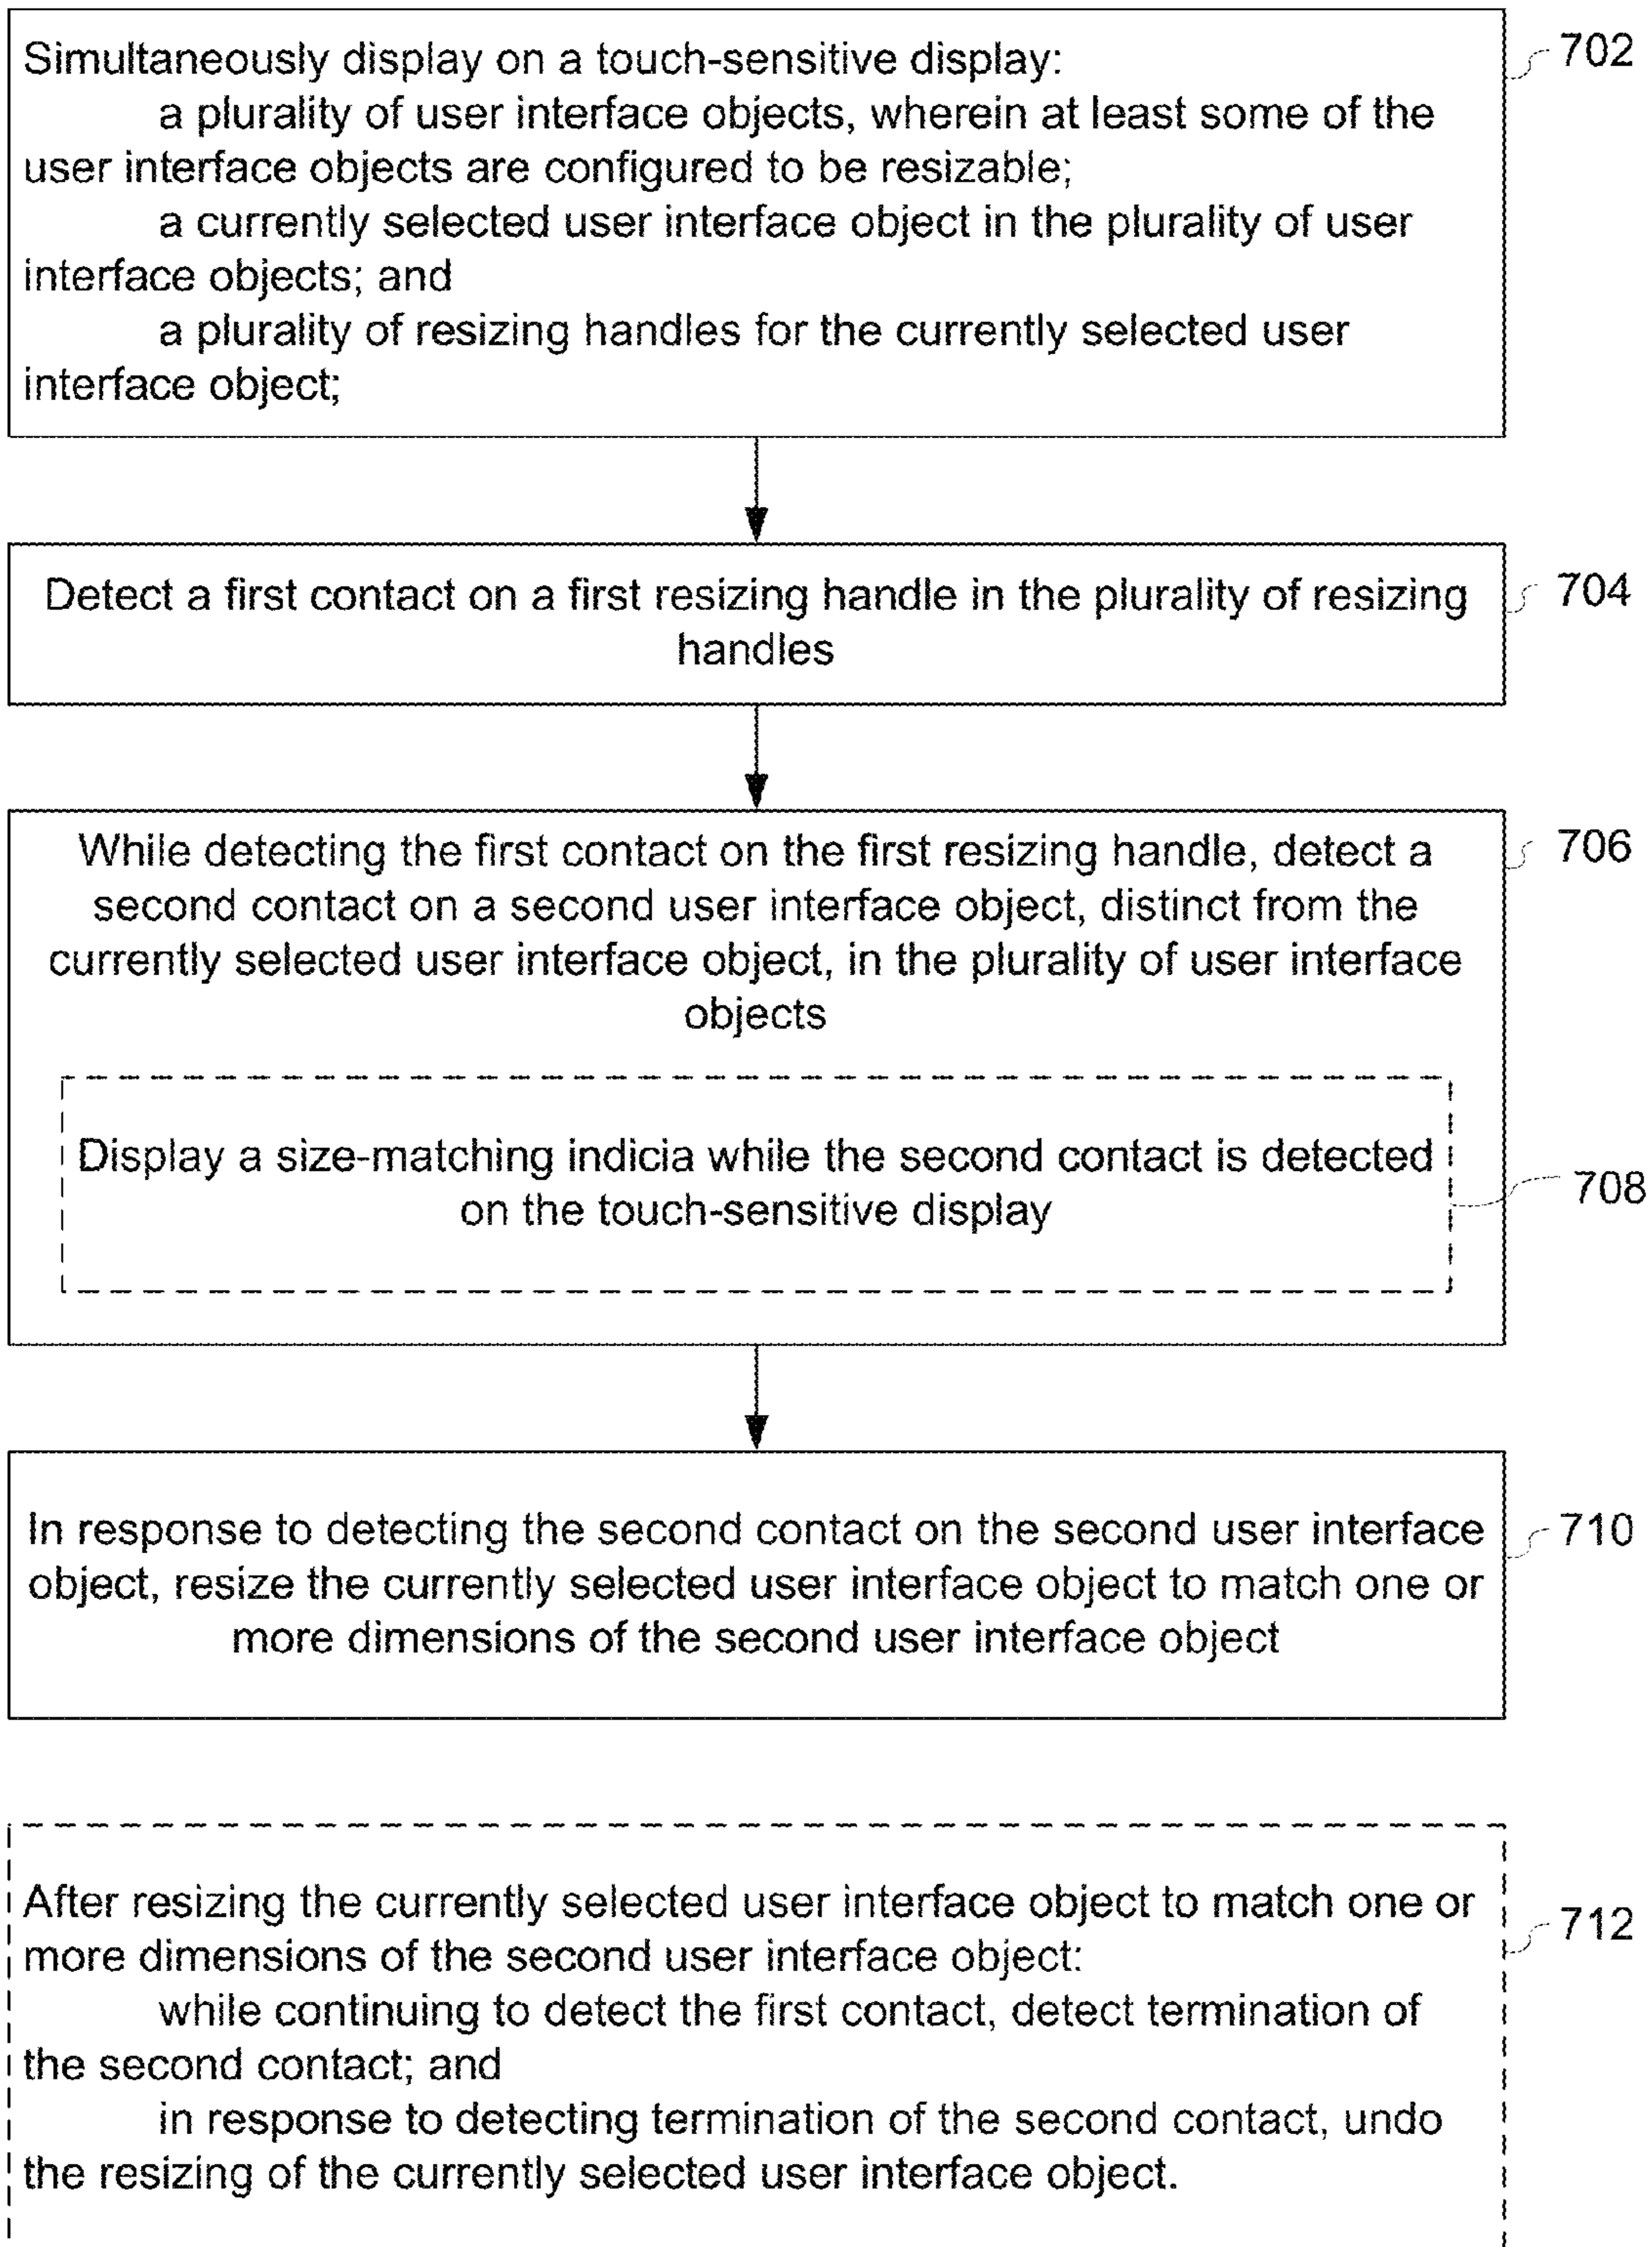 Simultaneously display on a touch-sensitive display:
a plurality of user interface objects, wherein at least some of the
user interface objects are configured to be resizable;
a currently selected user interface object in the plurality of user
interface objects; and
a plurality of resizing handles for the currently selected user
interface object;
702
Detect a first contact on a first resizing handle in the plurality of resizing
handles
704
While detecting the first contact on the first resizing handle, detect a
second contact on a second user interface object, distinct from the
currently selected user interface object, in the plurality of user interface
objects
706
Display a size-matching indicia while the second contact is detected
on the touch-sensitive display
708
In response to detecting the second contact on the second user interface
object, resize the currently selected user interface object to match one or
more dimensions of the second user interface object
710
After resizing the currently selected user interface object to match one or
more dimensions of the second user interface object:
while continuing to detect the first contact, detect termination of
the second contact; and
in response to detecting termination of the second contact, undo
the resizing of the currently selected user interface object.
712